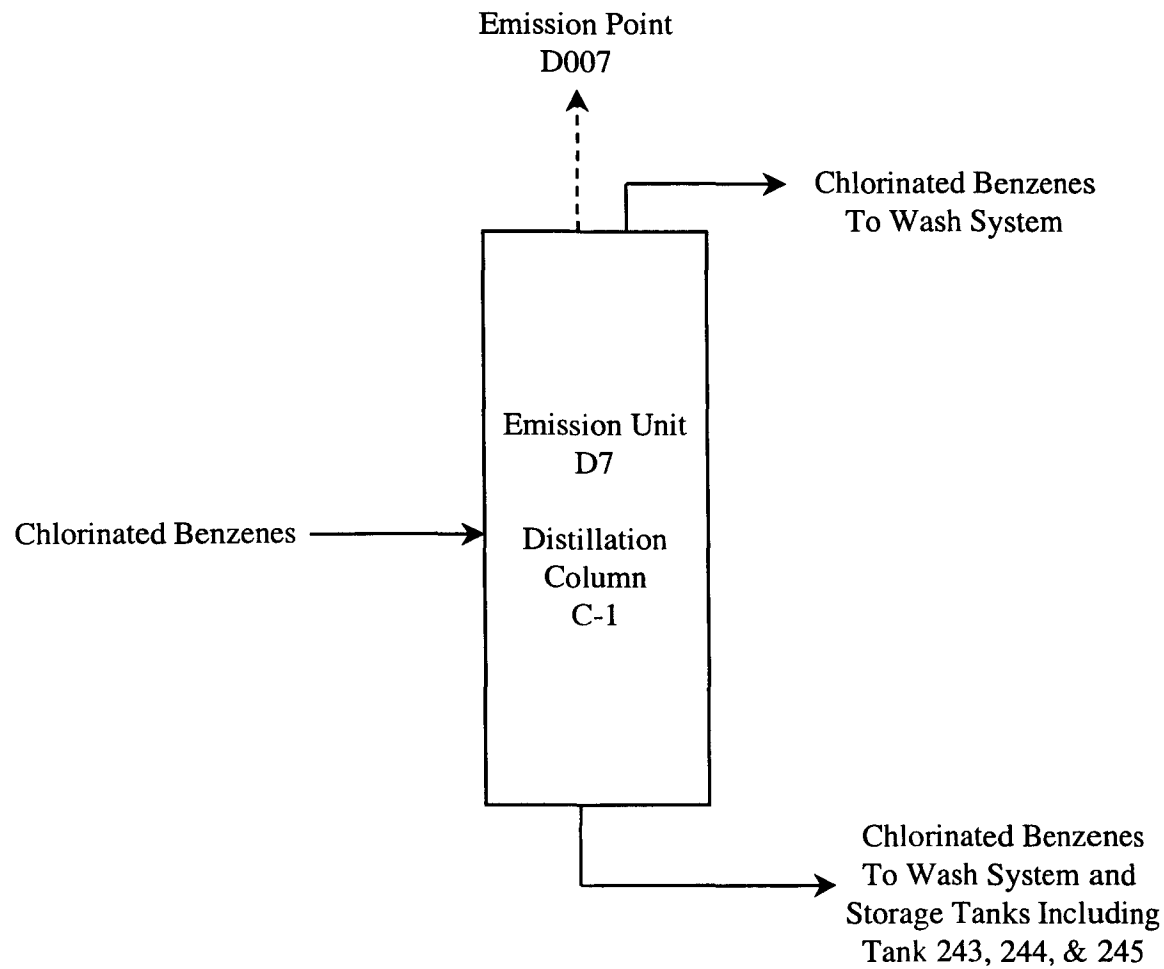 Emission Point
D007
Chlorinated Benzenes
To Wash System
Emission Unit
D7
Distillation
Column
C-1
Chlorinated Benzenes
Chlorinated Benzenes
To Wash System and
Storage Tanks Including
Tank 243, 244, & 245